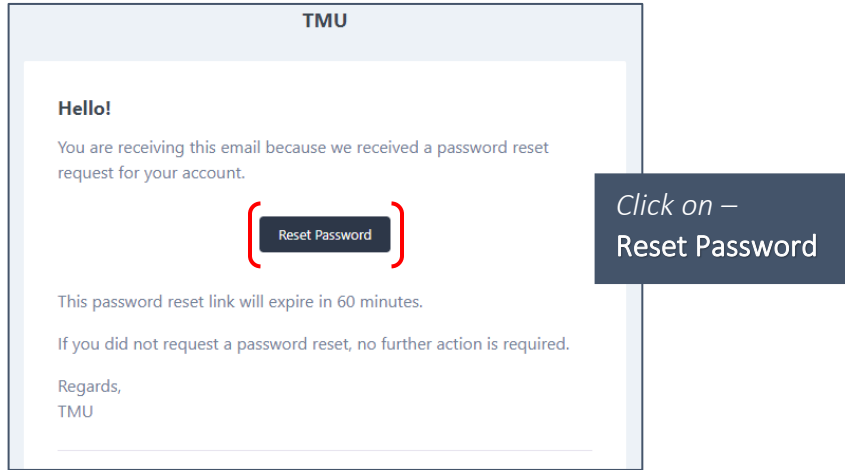 TMU
Hello!
You are receiving this email because we received a password reset
request for your account.
Reset Password
Click on –
Reset Password
This password reset link will expire in 60 minutes.
If you did not request a password reset, no further action is required.
Regards,
TMU